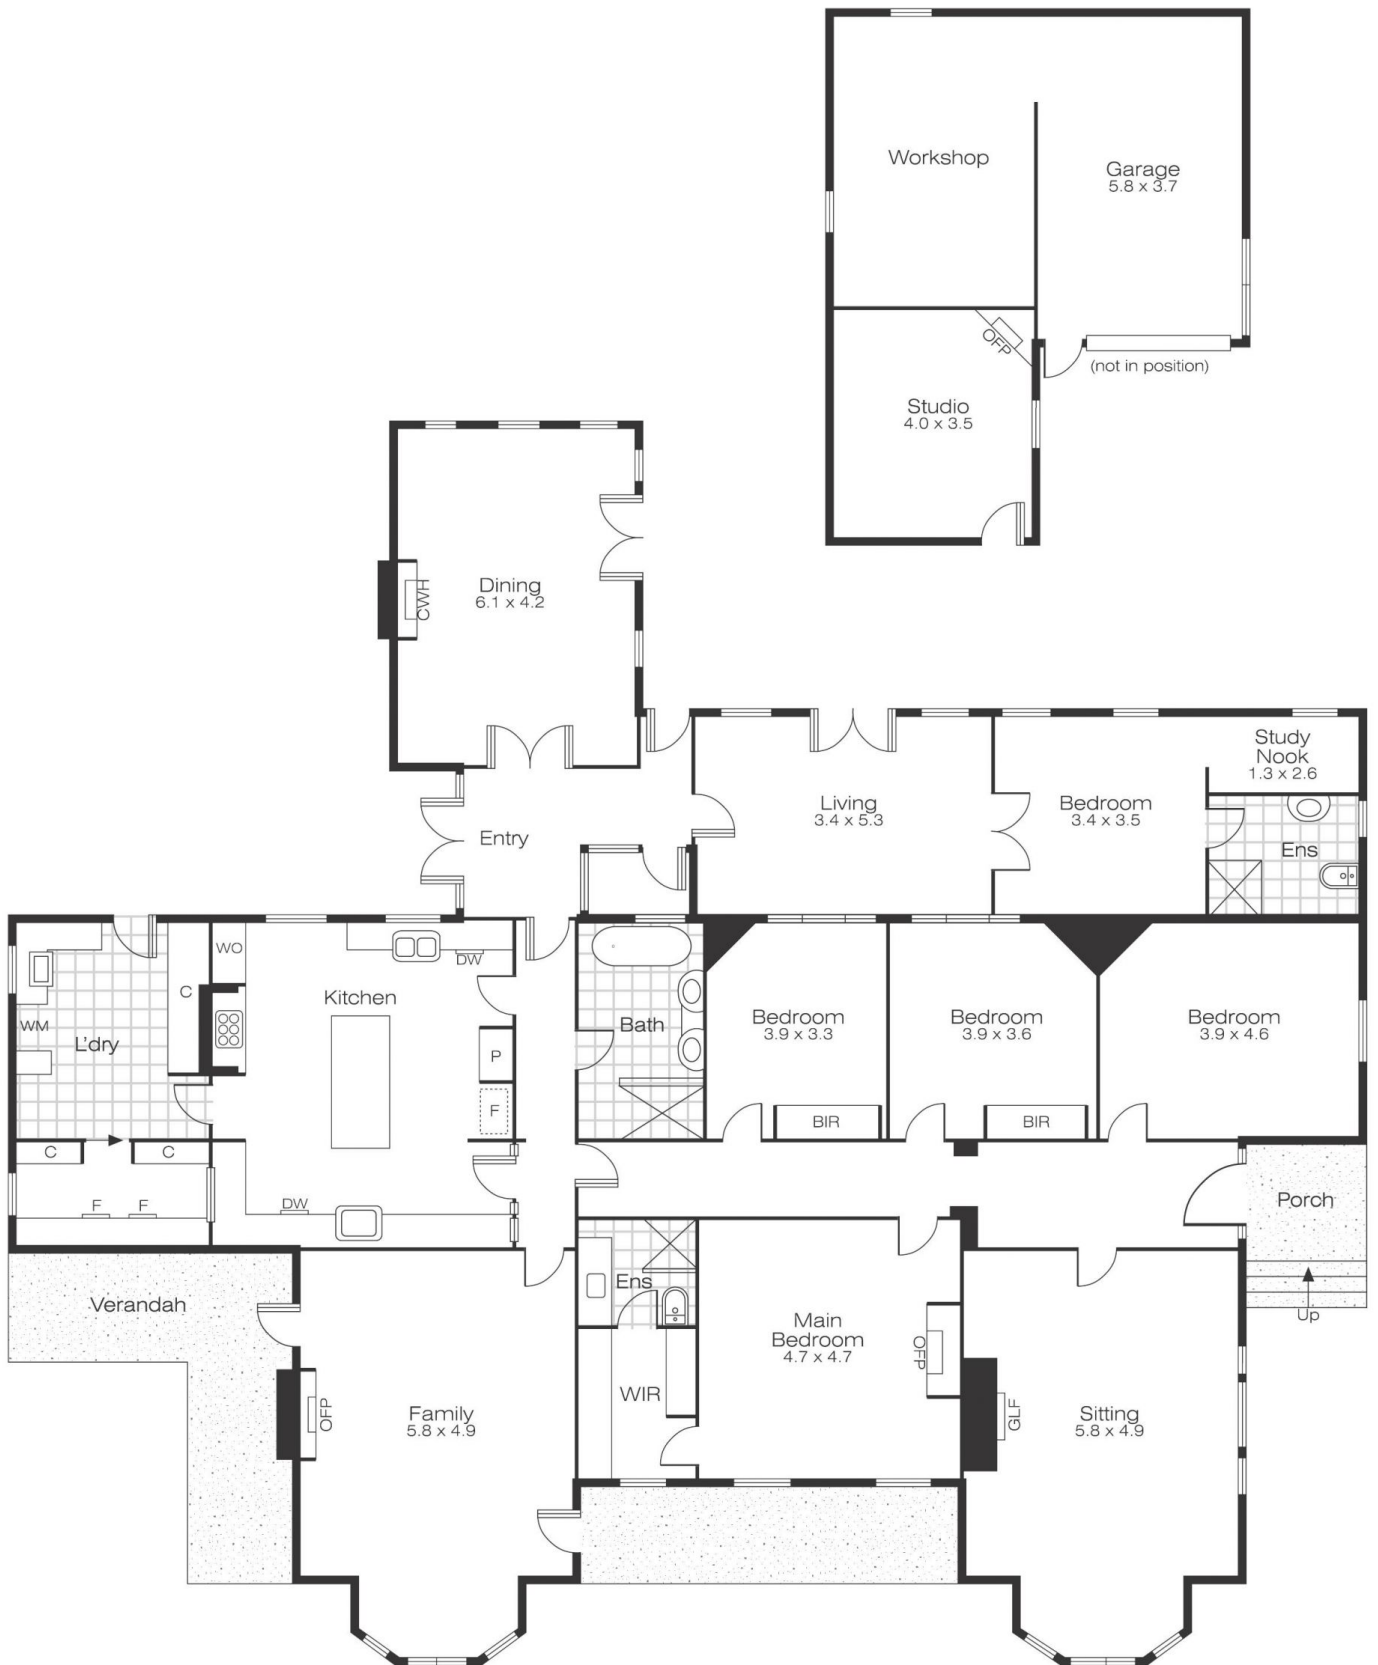 Workshop
Garage
5.8 x 3.7
OFP
(not in position)
Studio
4.0 x 3.5
Dining
6.1 x 4.2
CWH
Study
Nook
1.3 x 2.6
Living
3.4 x 5.3
Bedroom
3.4 x 3.5
Entry
Ens
WO
DW
C
Kitchen
WM
L'dry
Bath
P
F
Bedroom
3.9 x 3.3
Bedroom
3.9 x 3.6
Bedroom
3.9 x 4.6
BIR
BIR
C
C
F
F
DW
Porch
Up
Verandah
Ens
Main
Bedroom
4.7 x 4.7
OFP
WIR
Family
5.8 x 4.9
OFP
GLF
Sitting
5.8 x 4.9